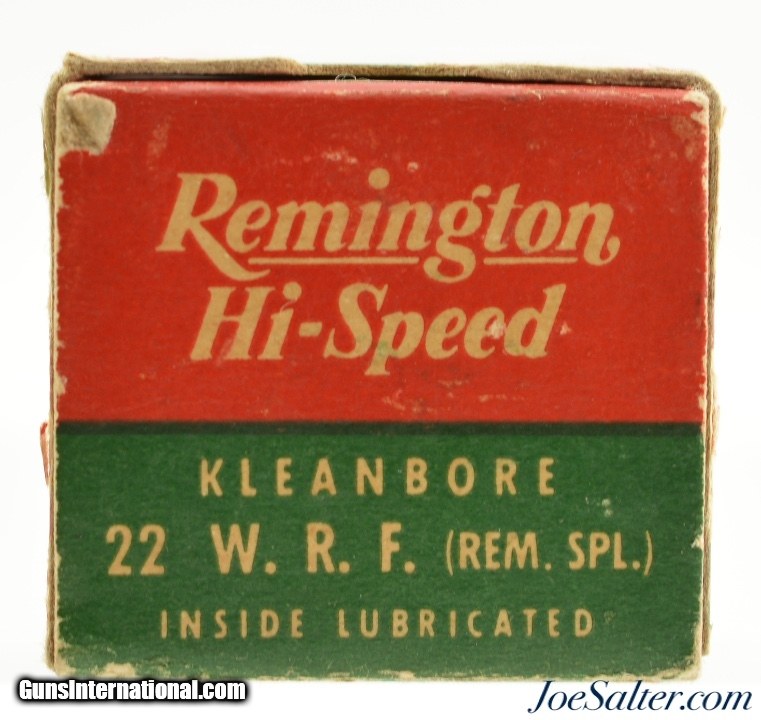 Remington
Hi-Speed
KLEANBORE
22 W. R. F. (REM. SPL.)
INSIDE LUBRICATED
GunsInternational.com
JoeSalter.com